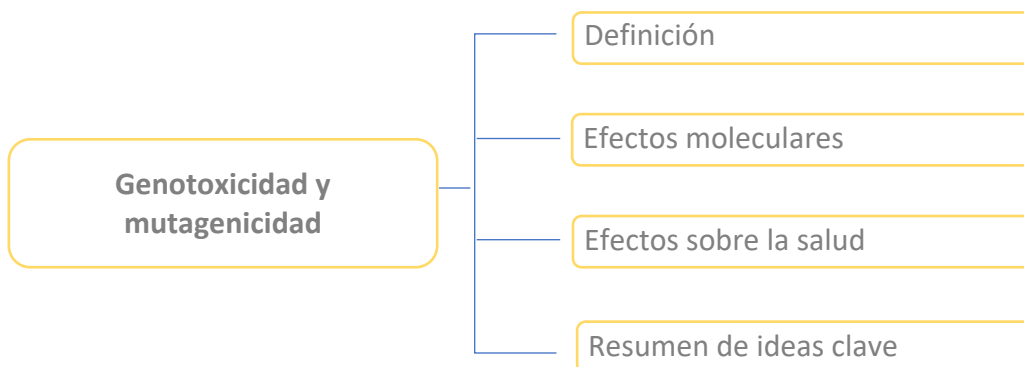 Genotoxicidad y
mutagenicidad
Definición
Efectos moleculares
Efectos sobre la salud
Resumen de ideas clave